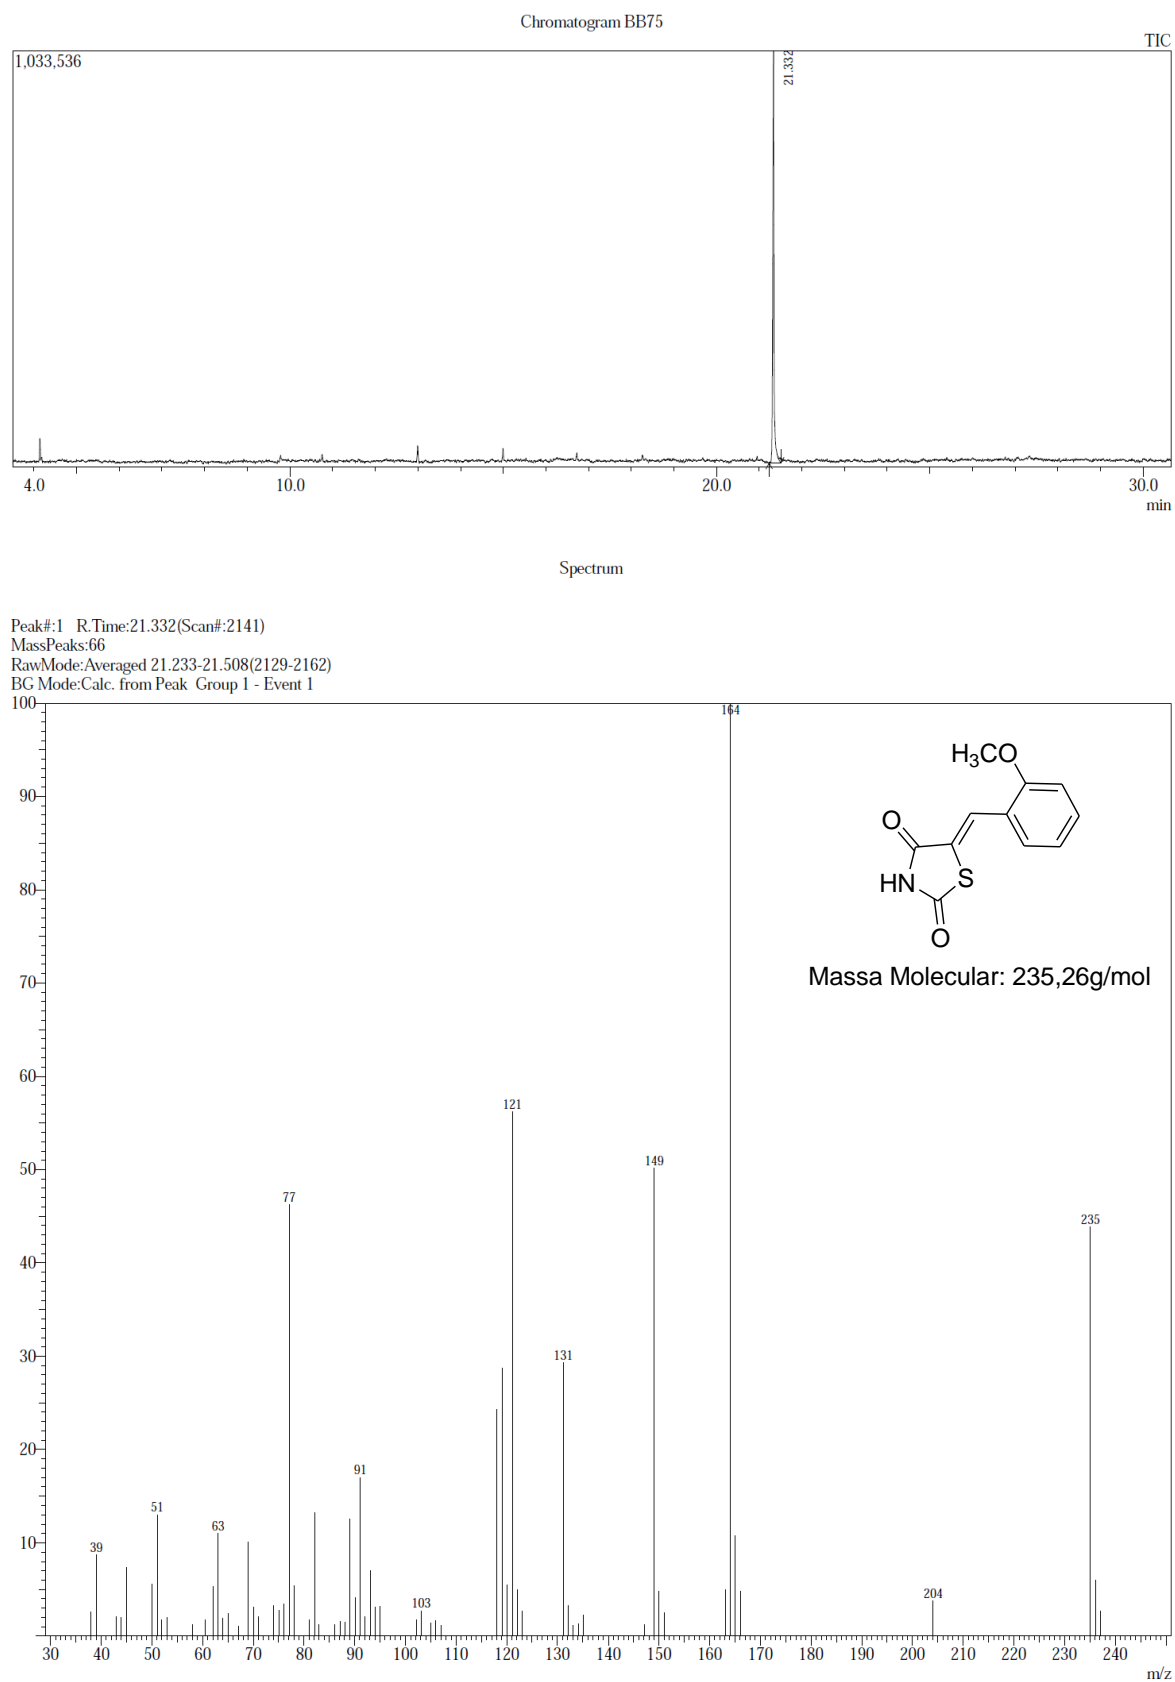 Chromatogram BB75
TIC
1,033,536
21.332
4.0 10.0 20.0 30.0
min
Spectrum
Peak#:1 R.Time:21.332(Scan#:2141)
MassPeaks:66
RawMode:Averaged 21.233-21.508(2129-2162)
BG Mode:Calc. from Peak Group 1 - Event 1
100
164
H₃CO
90
O
80
HN
S
O
70
Massa Molecular: 235,26g/mol
60
121
50
149
77
235
40
30
131
20
91
51
63
10
39
103
204
30 40 50 60 70 80 90 100 110 120 130 140 150 160 170 180 190 200 210 220 230 240
m/z